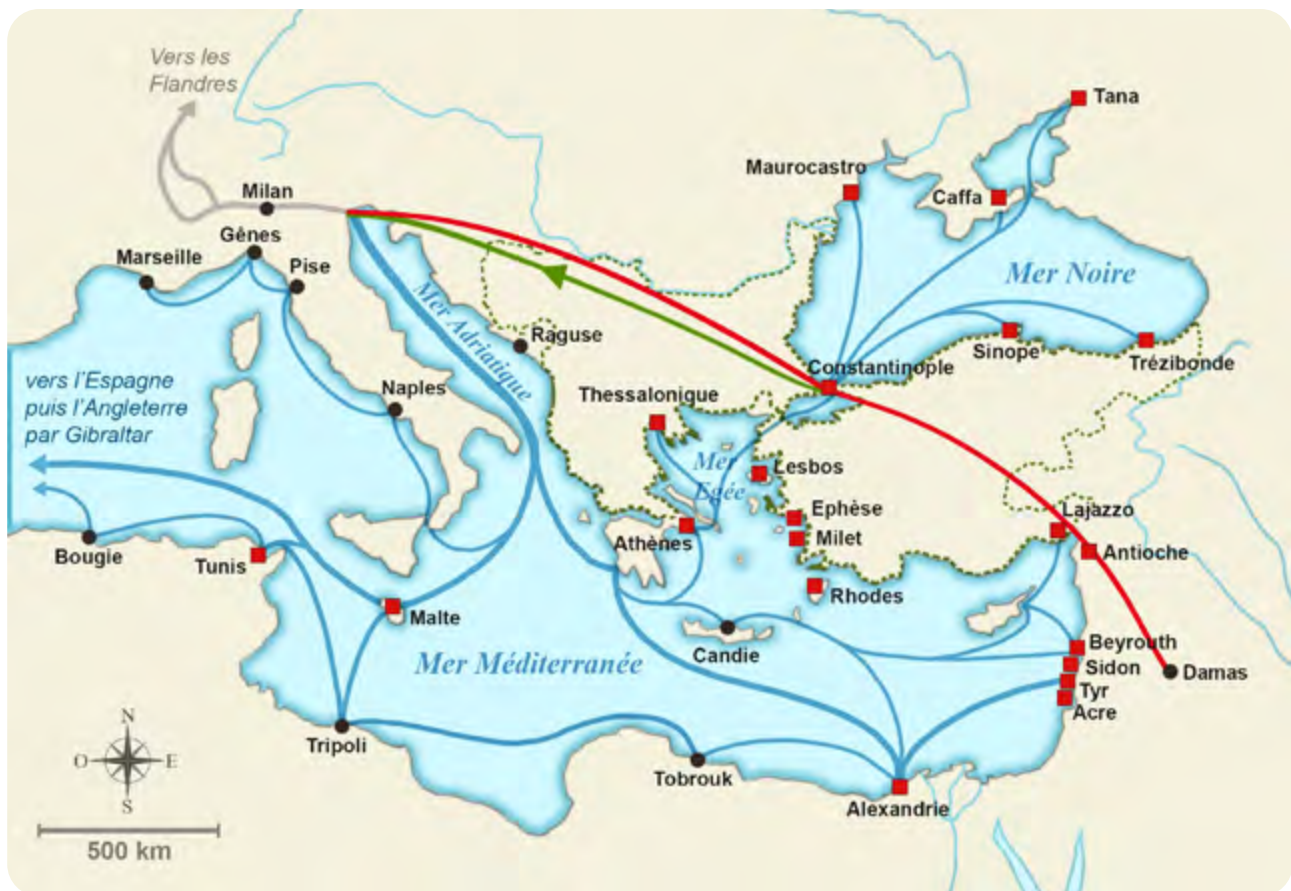 Vers les
Flandres
Tana
Maurocastro
Caffa
Milan
Gênes
Marseille
Pise
Mer Noire
Mer Adriatique
Raguse
Sinope
Trézibonde
Constantinople
vers l'Espagne
puis l'Angleterre
par Gibraltar
Naples
Thessalonique
Mer
Egée
Lesbos
Ephèse
Milet
Lajazzo
Antioche
Athènes
Bougie
Tunis
Rhodes
Malte
Candie
Beyrouth
Sidon
Tyr
Acre
Damas
Mer Méditerranée
Tripoli
Tobrouk
Alexandrie
N
O
E
S
500 km